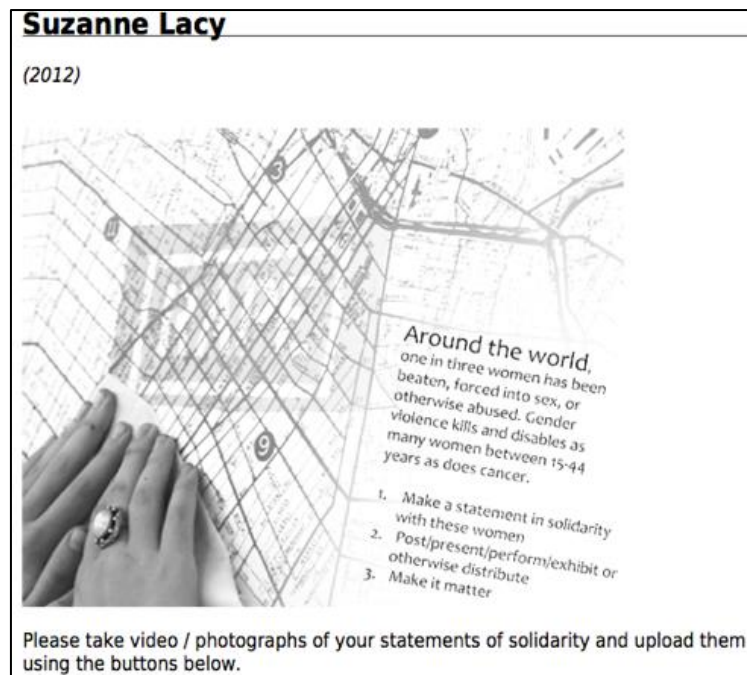 Suzanne Lacy
(2012)
3
9
Around the world,
one in three women has been
beaten, forced into sex, or
otherwise abused. Gender
violence kills and disables as
many women between 15-44
years as does cancer.
1. Make a statement in solidarity
with these women
2. Post/present/perform/exhibit or
otherwise distribute
3. Make it matter
Please take video / photographs of your statements of solidarity and upload them
using the buttons below.